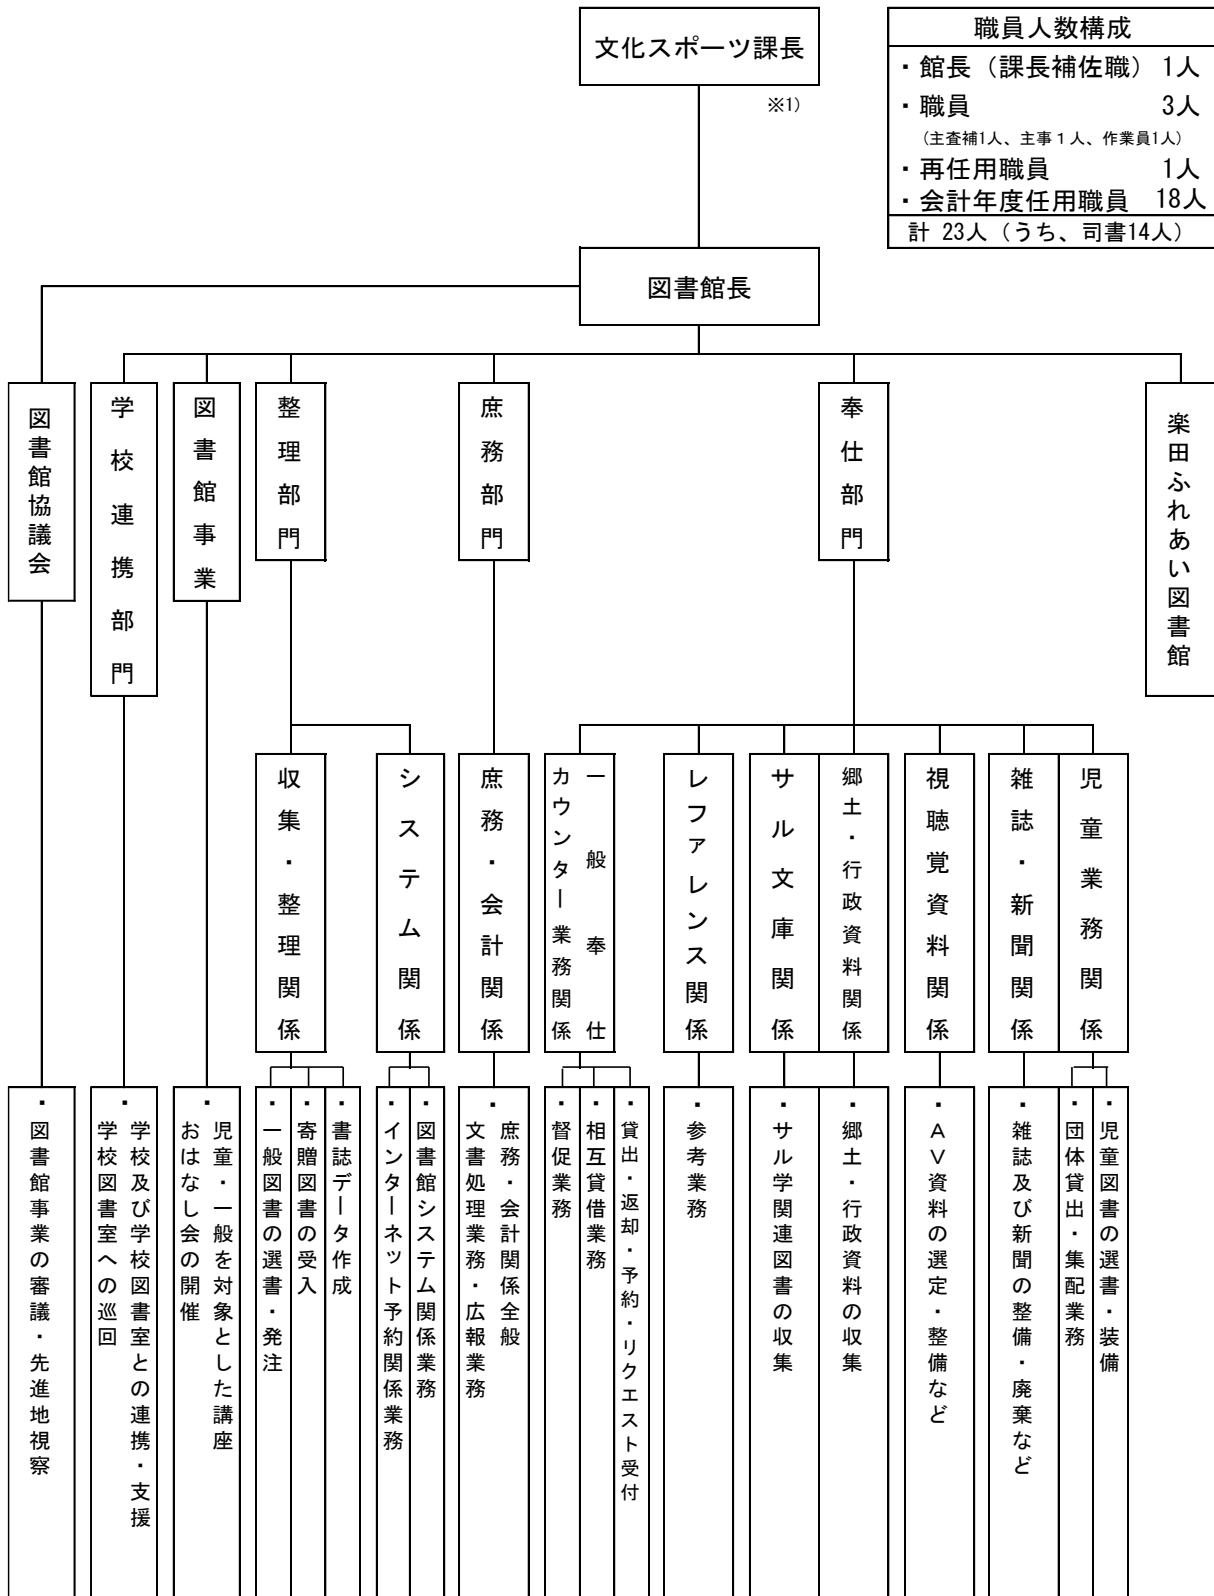 文化スポーツ課長
※1)
職員人数構成
・館長（課長補佐職） 1人
・職員 3人
（主査補1人、主事１人、作業員1人）
・再任用職員 1人
・会計年度任用職員 18人
計 23人（うち、司書14人）
図書館長
図書館協議会
学校連携部門
図書館事業
整理部門
庶務部門
奉仕部門
楽田ふれあい図書館
収集・整理関係
システム関係
庶務・会計関係
一般奉仕
カウンター業務関係
レファレンス関係
サル文庫関係
郷土・行政資料関係
視聴覚資料関係
雑誌・新聞関係
児童業務関係
・図書館事業の審議・先進地視察
・学校及び学校図書室との連携・支援
学校図書室への巡回
・児童・一般を対象とした講座
おはなし会の開催
・一般図書の選書・発注
・寄贈図書の受入
・書誌データ作成
・インターネット予約関係業務
・図書館システム関係業務
・庶務・会計関係全般
文書処理業務・広報業務
・督促業務
・相互貸借業務
・貸出・返却・予約・リクエスト受付
・参考業務
・サル学関連図書の収集
・郷土・行政資料の収集
・ＡＶ資料の選定・整備など
・雑誌及び新聞の整備・廃棄など
・団体貸出・集配業務
・児童図書の選書・装備